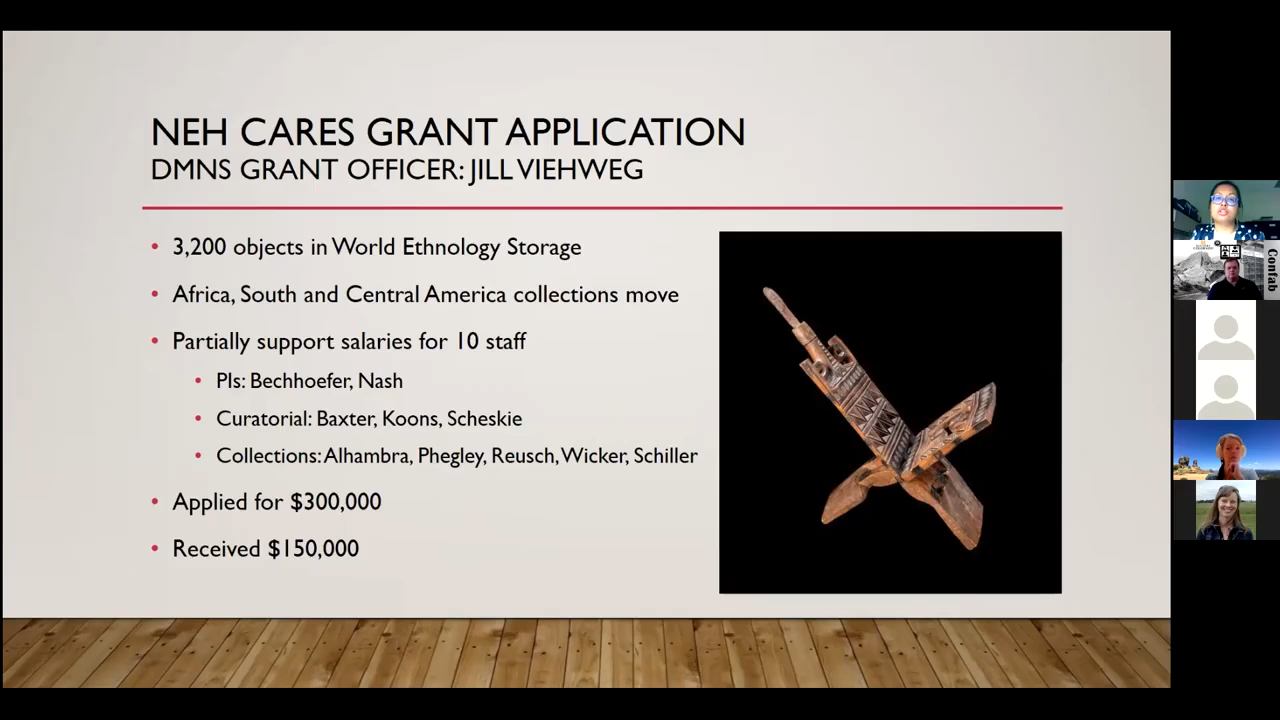 NEH CARES GRANT APPLICATION
DMNS GRANT OFFICER: JILL VIEHWEG
• 3,200 objects in World Ethnology Storage
• Africa, South and Central America collections move
• Partially support salaries for 10 staff
• PIs: Bechhoefer, Nash
• Curatorial: Baxter, Koons, Scheskie
• Collections: Alhambra, Phegley, Reusch, Wicker, Schiller
• Applied for $300,000
• Received $150,000
Confab